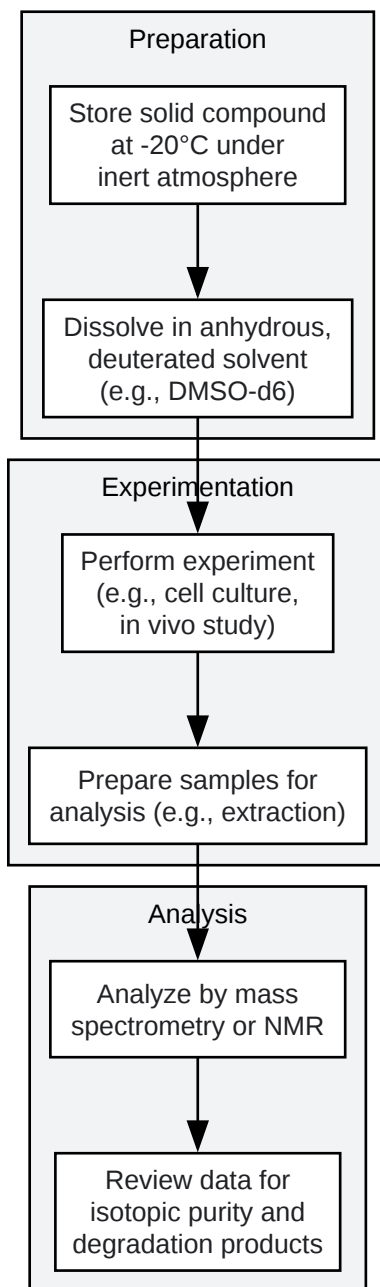 Preparation
Store solid compound
at -20°C under
inert atmosphere
Dissolve in anhydrous,
deuterated solvent
(e.g., DMSO-d6)
Experimentation
Perform experiment
(e.g., cell culture,
in vivo study)
Prepare samples for
analysis (e.g., extraction)
Analysis
Analyze by mass
spectrometry or NMR
Review data for
isotopic purity and
degradation products